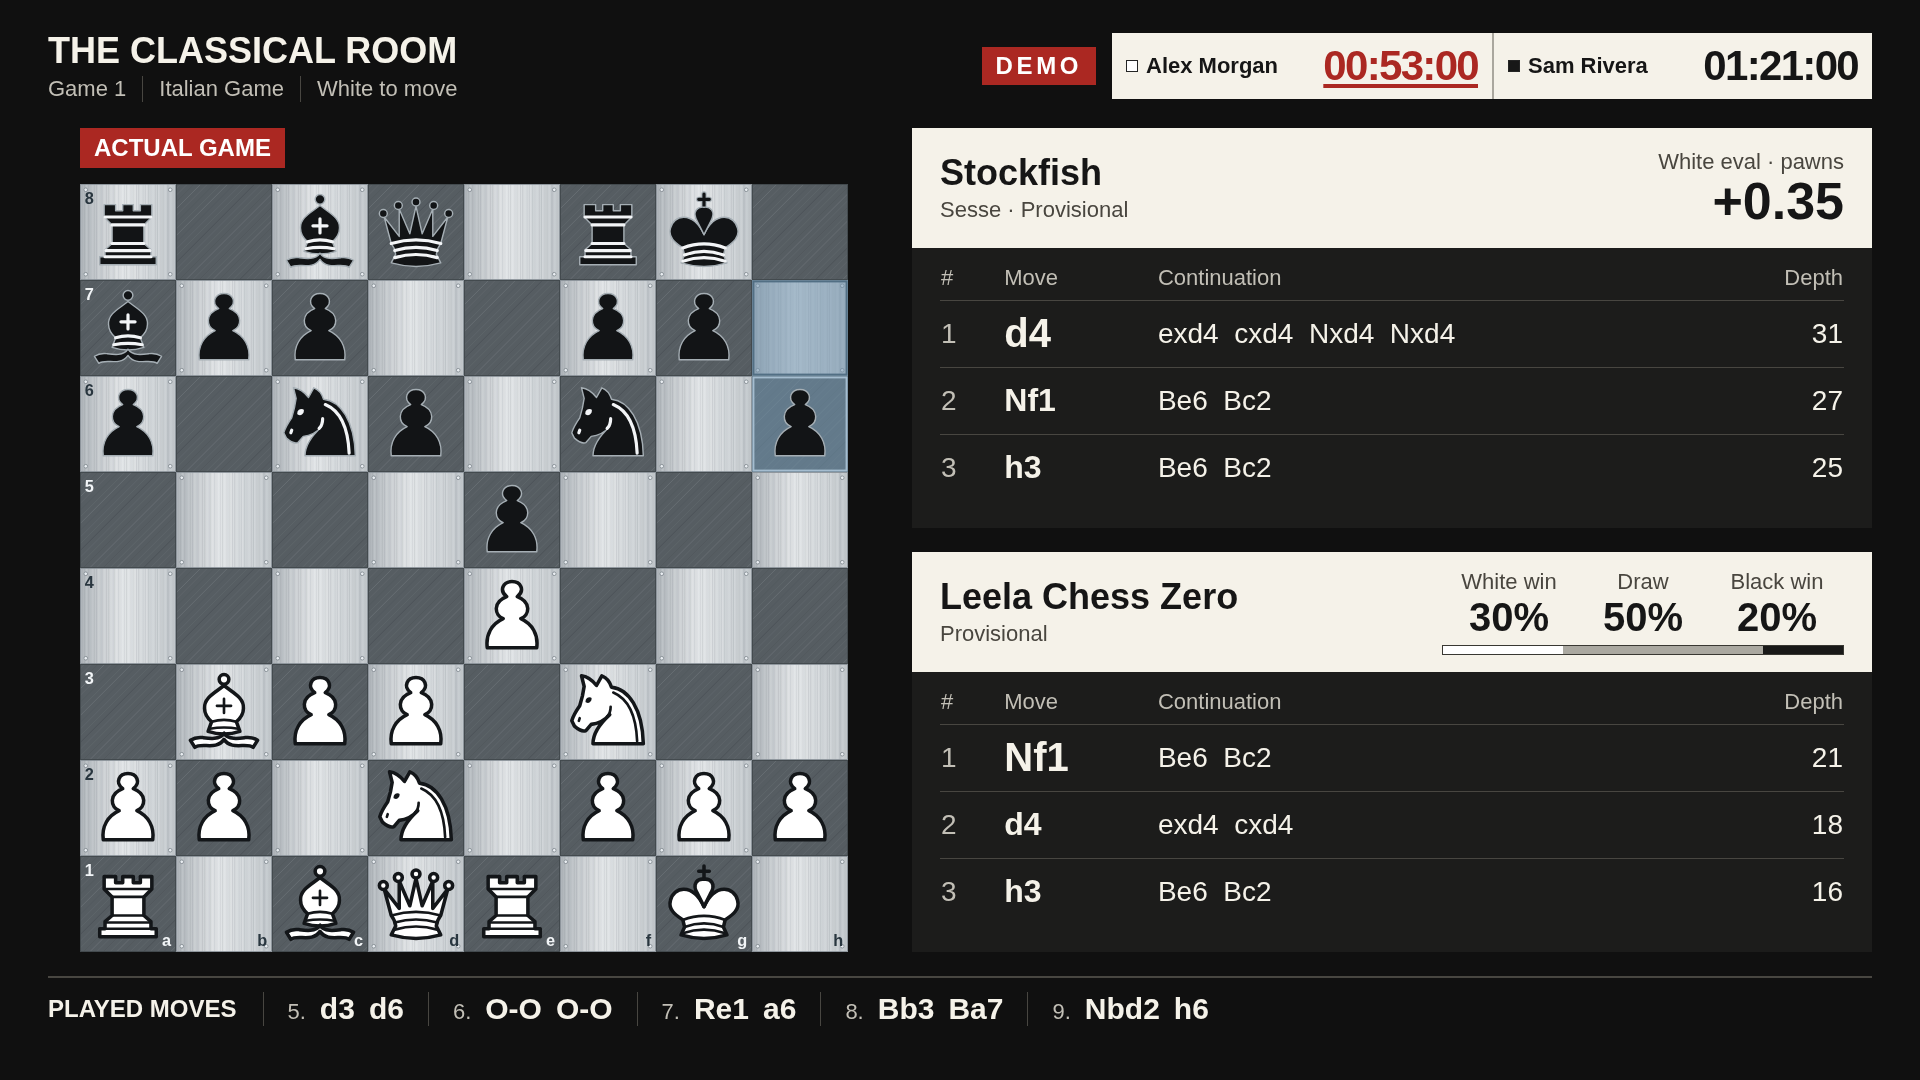 THE CLASSICAL ROOM
Game 1 Italian Game White to move
DEMO Alex Morgan 00:53:00 Sam Rivera 01:21:00
ACTUAL GAME
8
7
6
5
4
3
2
1
a b c d e f g h
Stockfish
Sesse · Provisional
White eval · pawns
+0.35
# Move Continuation Depth
1 d4 exd4 cxd4 Nxd4 Nxd4 31
2 Nf1 Be6 Bc2 27
3 h3 Be6 Bc2 25
Leela Chess Zero
Provisional
White win Draw Black win
30% 50% 20%
# Move Continuation Depth
1 Nf1 Be6 Bc2 21
2 d4 exd4 cxd4 18
3 h3 Be6 Bc2 16
PLAYED MOVES 5. d3 d6 6. O-O O-O 7. Re1 a6 8. Bb3 Ba7 9. Nbd2 h6